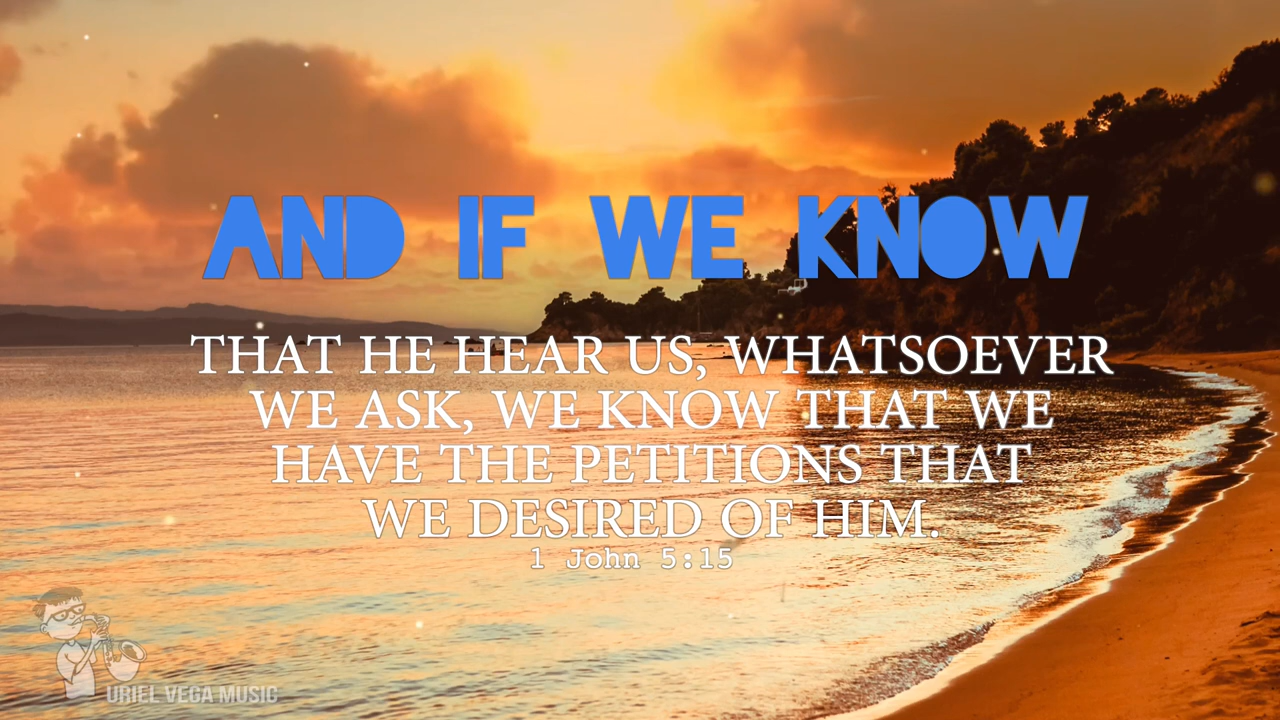 AND IF WE KNOW
THAT HE HEAR US, WHATSOEVER
WE ASK, WE KNOW THAT WE
HAVE THE PETITIONS THAT
WE DESIRED OF HIM.
1 John 5:15
URIEL VEGA MUSIC